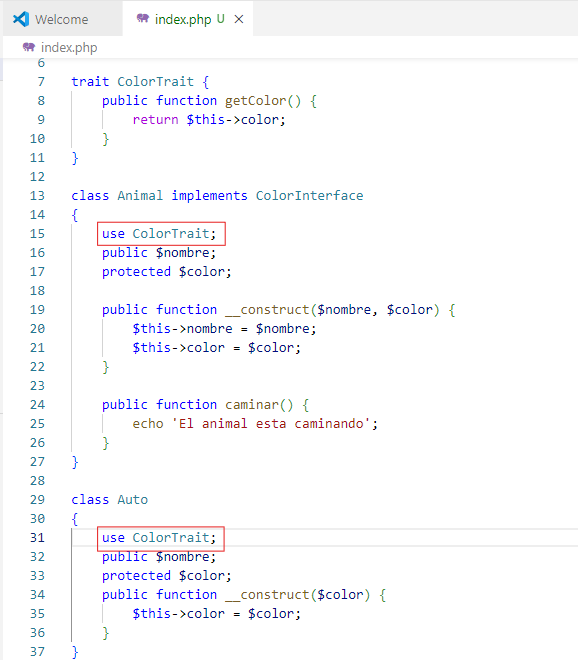 Welcome
index.php U
index.php
6
7 trait ColorTrait {
8 public function getColor() {
9 return $this->color;
10 }
11 }
12
13 class Animal implements ColorInterface
14 {
15 use ColorTrait;
16 public $nombre;
17 protected $color;
18
19 public function __construct($nombre, $color) {
20 $this->nombre = $nombre;
21 $this->color = $color;
22 }
23
24 public function caminar() {
25 echo 'El animal esta caminando';
26 }
27 }
28
29 class Auto
30 {
31 use ColorTrait;
32 public $nombre;
33 protected $color;
34 public function __construct($color) {
35 $this->color = $color;
36 }
37 }